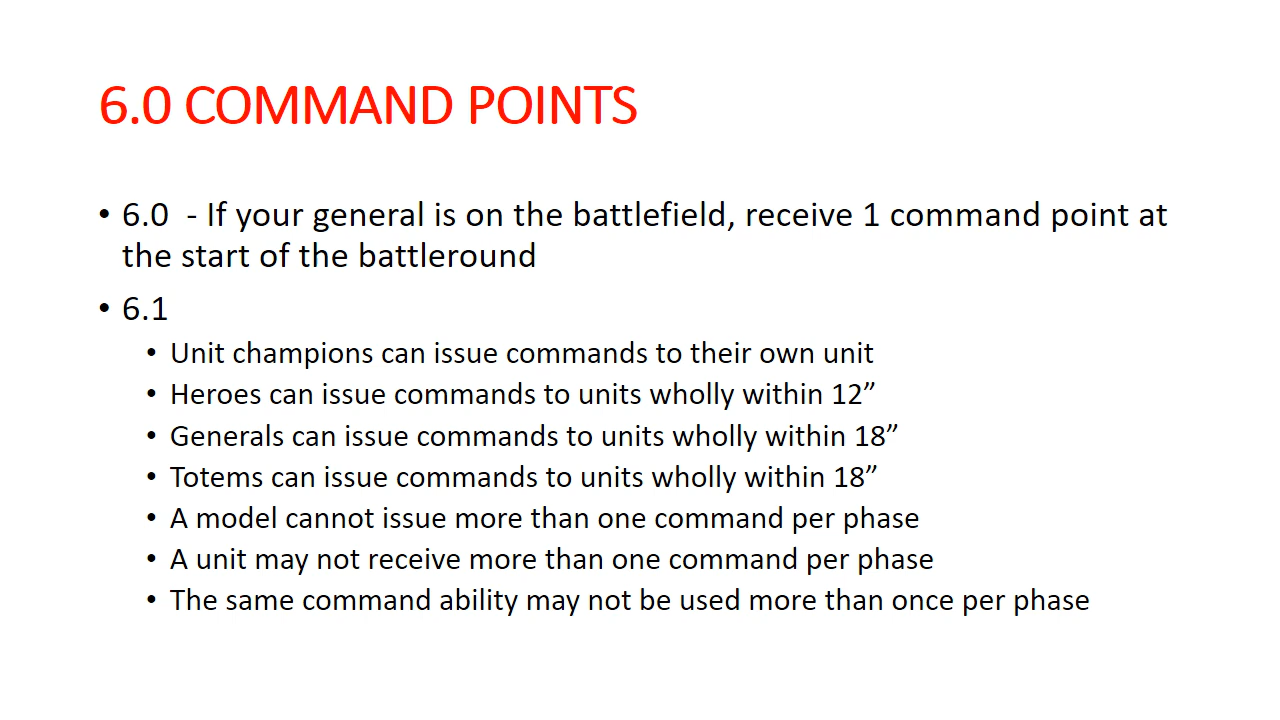 6.0 COMMAND POINTS
• 6.0  - If your general is on the battlefield, receive 1 command point at
the start of the battleround
• 6.1
• Unit champions can issue commands to their own unit
• Heroes can issue commands to units wholly within 12”
• Generals can issue commands to units wholly within 18”
• Totems can issue commands to units wholly within 18”
• A model cannot issue more than one command per phase
• A unit may not receive more than one command per phase
• The same command ability may not be used more than once per phase